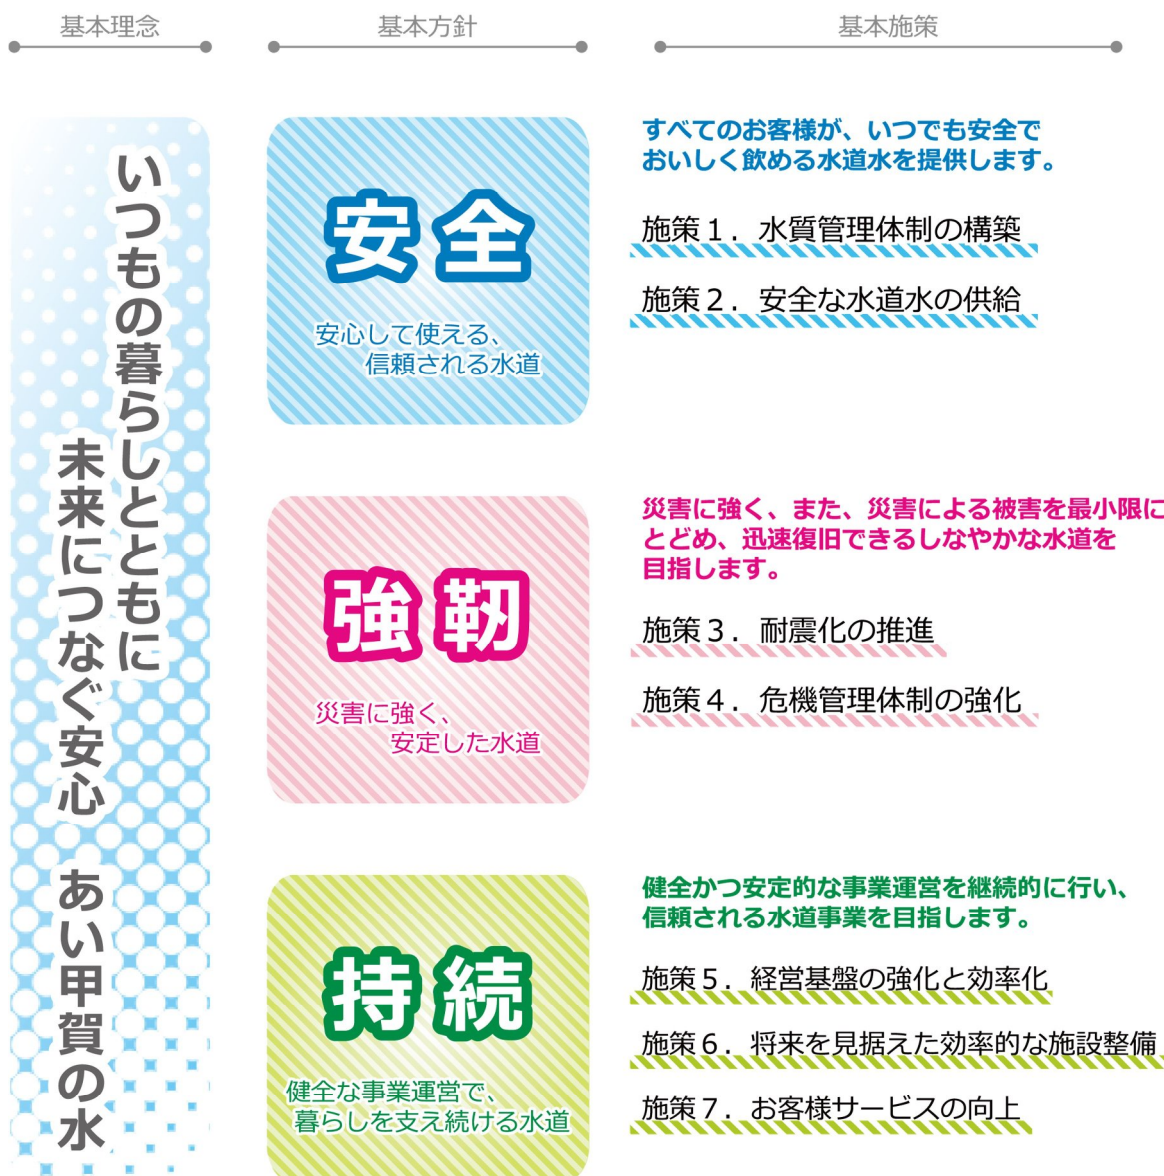 基本理念
基本方針
基本施策
いつもの暮らしとともに
未来につなぐ安心　あい甲賀の水
安全
安心して使える、
信頼される水道
すべてのお客様が、いつでも安全で
おいしく飲める水道水を提供します。
施策１．水質管理体制の構築
施策２．安全な水道水の供給
強靭
災害に強く、
安定した水道
災害に強く、また、災害による被害を最小限に
とどめ、迅速復旧できるしなやかな水道を
目指します。
施策３．耐震化の推進
施策４．危機管理体制の強化
持続
健全な事業運営で、
暮らしを支え続ける水道
健全かつ安定的な事業運営を継続的に行い、
信頼される水道事業を目指します。
施策５．経営基盤の強化と効率化
施策６．将来を見据えた効率的な施設整備
施策７．お客様サービスの向上